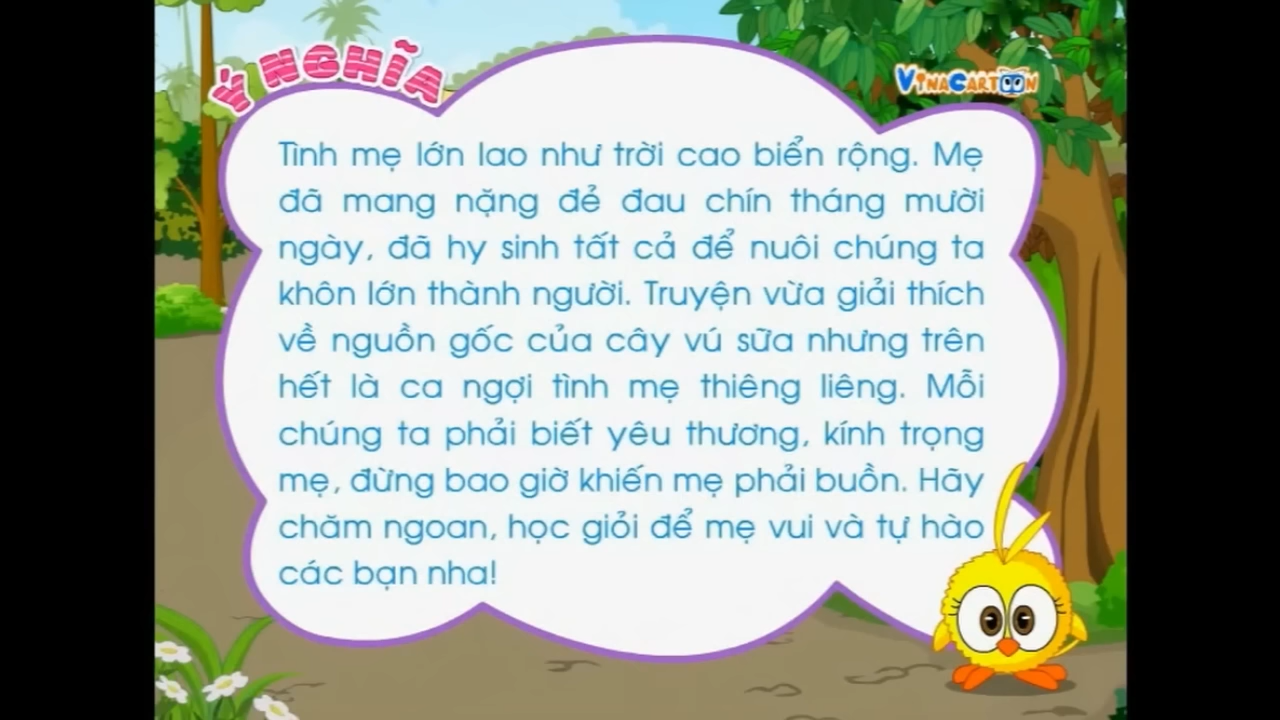 Ý NGHĨA
VINACARTOON
Tình mẹ lớn lao như trời cao biển rộng. Mẹ
đã mang nặng đẻ đau chín tháng mười
ngày, đã hy sinh tất cả để nuôi chúng ta
khôn lớn thành người. Truyện vừa giải thích
về nguồn gốc của cây vú sữa nhưng trên
hết là ca ngợi tình mẹ thiêng liêng. Mỗi
chúng ta phải biết yêu thương, kính trọng
mẹ, đừng bao giờ khiến mẹ phải buồn. Hãy
chăm ngoan, học giỏi để mẹ vui và tự hào
các bạn nha!